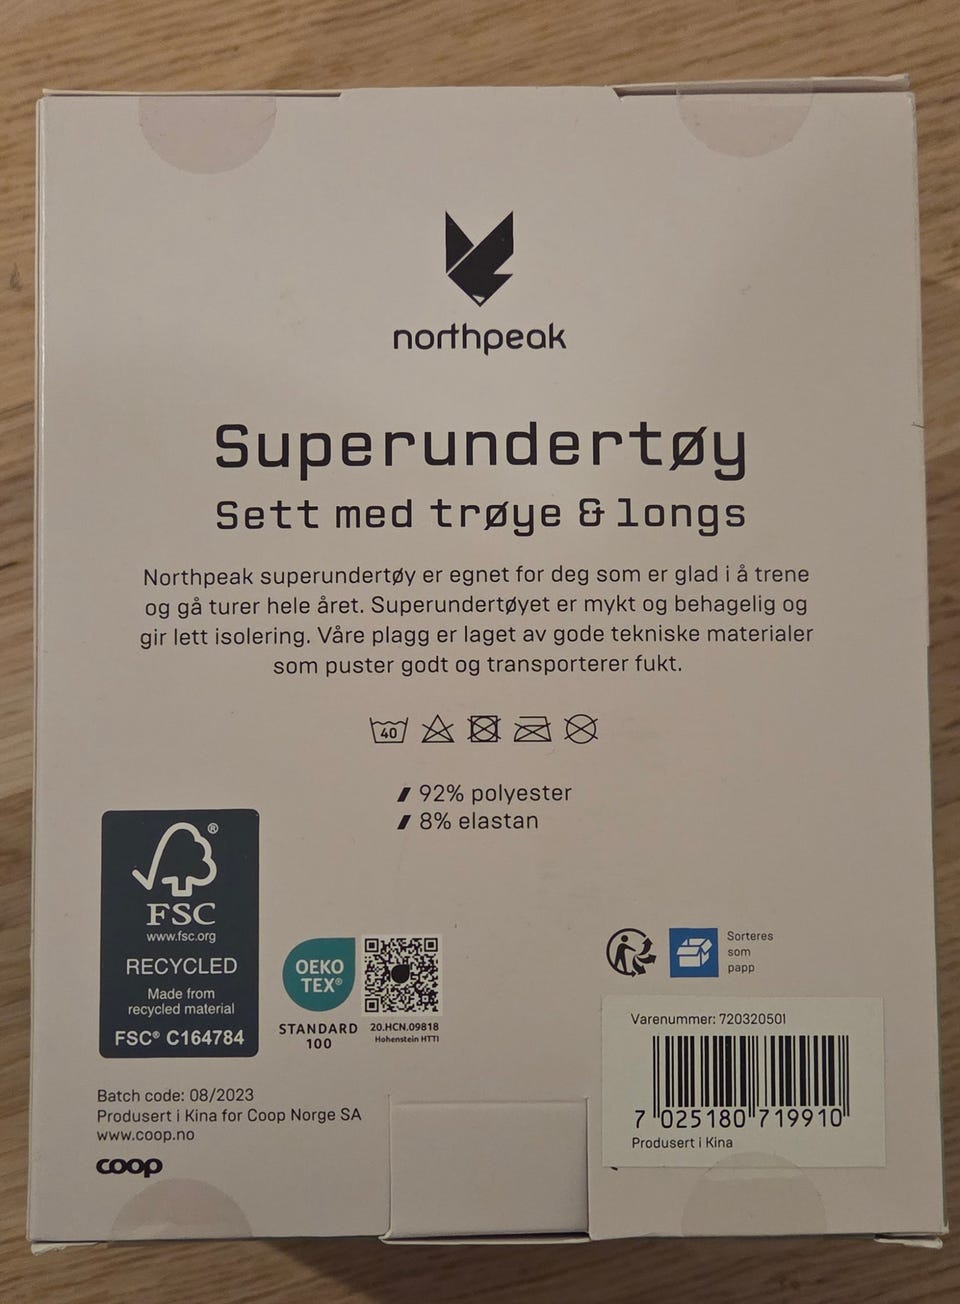 northpeak
Superundertøy
Sett med trøye & longs
Northpeak superundertøy er egnet for deg som er glad i å trene
og gå turer hele året. Superundertøyet er mykt og behagelig og
gir lett isolering. Våre plagg er laget av gode tekniske materialer
som puster godt og transporterer fukt.
40
92% polyester
8% elastan
®
FSC
www.fsc.org
RECYCLED
Made from
recycled material
FSC® C164784
OEKO
TEX®
STANDARD
100
20.HCN.09818
Hohenstein HTTI
Sorteres
som
papp
Varenummer: 720320501
7 025180 719910
Produsert i Kina
Batch code: 08/2023
Produsert i Kina for Coop Norge SA
www.coop.no
coop